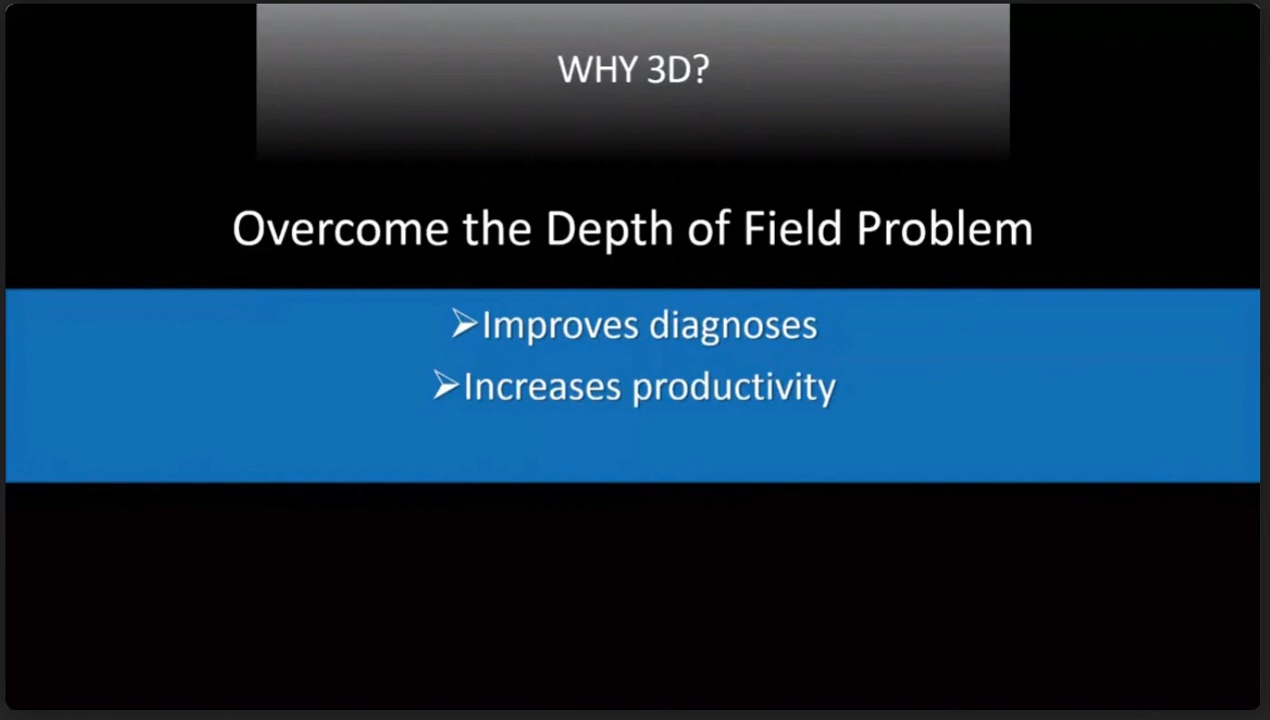 WHY 3D?
Overcome the Depth of Field Problem
➢Improves diagnoses
➢Increases productivity